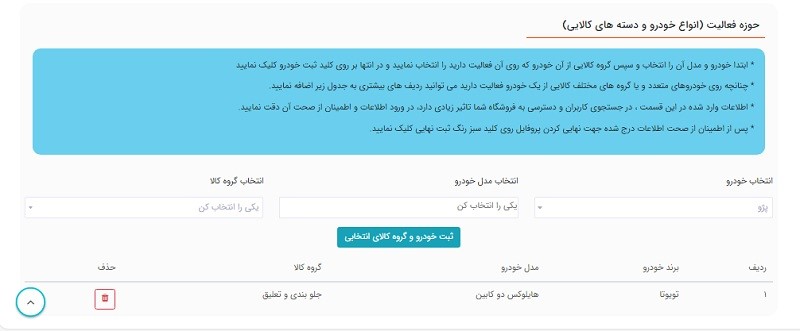 حوزه فعالیت (انواع خودرو و دسته های کالایی)
* ابتدا خودرو و مدل آن را انتخاب و سپس گروه کالایی از آن خودرو که روی آن فعالیت دارید را انتخاب نمایید و در انتها بر روی کلید ثبت خودرو کلیک نمایید
* چنانچه روی خودروهای متعدد و یا گروه های مختلف کالایی از یک خودرو فعالیت دارید می توانید ردیف های بیشتری به جدول زیر اضافه نمایید.
* اطلاعات وارد شده در این قسمت ، در جستجوی کاربران و دسترسی به فروشگاه شما تاثیر زیادی دارد، در ورود اطلاعات و اطمینان از صحت آن دقت نمایید.
* پس از اطمینان از صحت اطلاعات درج شده جهت نهایی کردن پروفایل روی کلید سبز رنگ ثبت نهایی کلیک نمایید.
انتخاب خودرو انتخاب مدل خودرو انتخاب گروه کالا
پژو یکی را انتخاب کن یکی را انتخاب کن
ثبت خودرو و گروه کالای انتخابی
ردیف برند خودرو مدل خودرو گروه کالا حذف
۱ تویوتا هایلوکس دو کابین جلو بندی و تعلیق